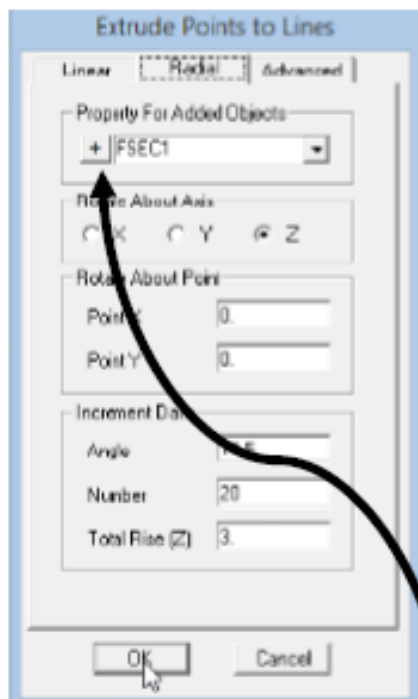 Extrude Points to Lines
Linear Radial Advanced
Property For Added Objects
+ FSEC1
Rotate About Axis
X Y Z
Rotate About Point
Point X 0.
Point Y 0.
Increment Data
Angle
Number 20
Total Rise (Z) 3.
OK Cancel